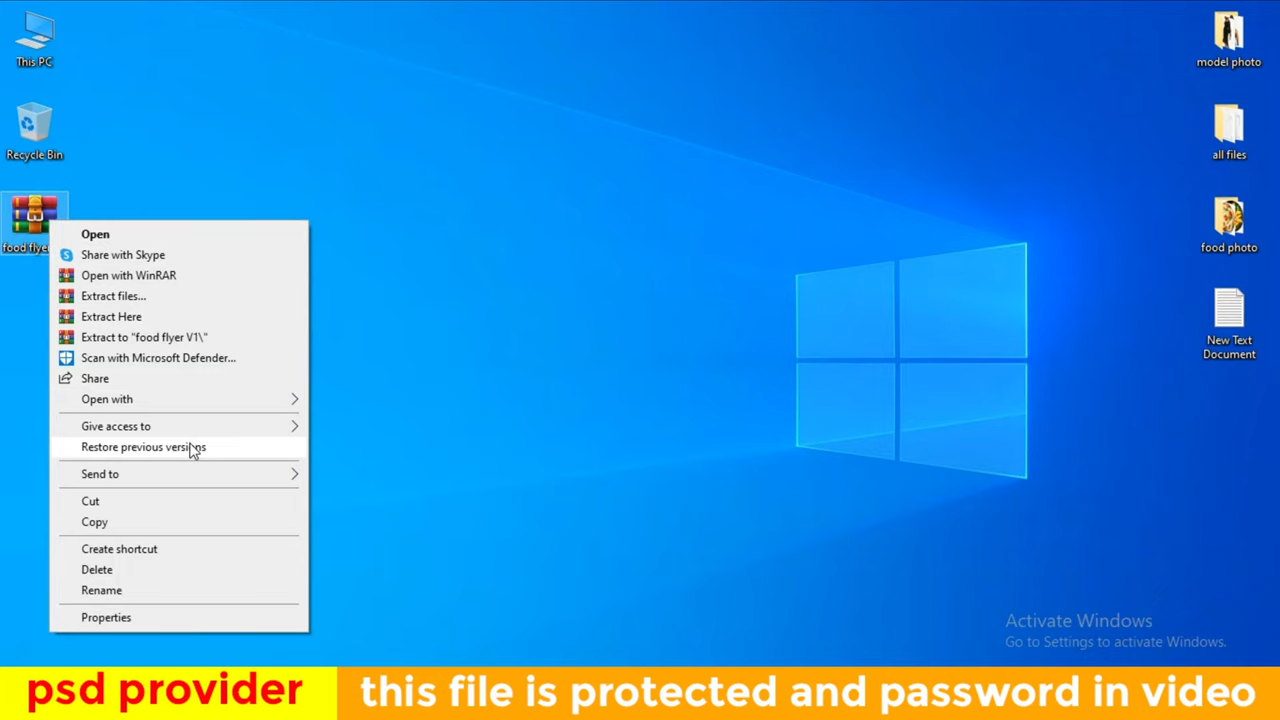 This PC
Recycle Bin
food flyer
Open
Share with Skype
Open with WinRAR
Extract files...
Extract Here
Extract to "food flyer V1\"
Scan with Microsoft Defender...
Share
Open with
Give access to
Restore previous versions
Send to
Cut
Copy
Create shortcut
Delete
Rename
Properties
model photo
all files
food photo
New Text
Document
Activate Windows
Go to Settings to activate Windows.
psd provider
this file is protected and password in video